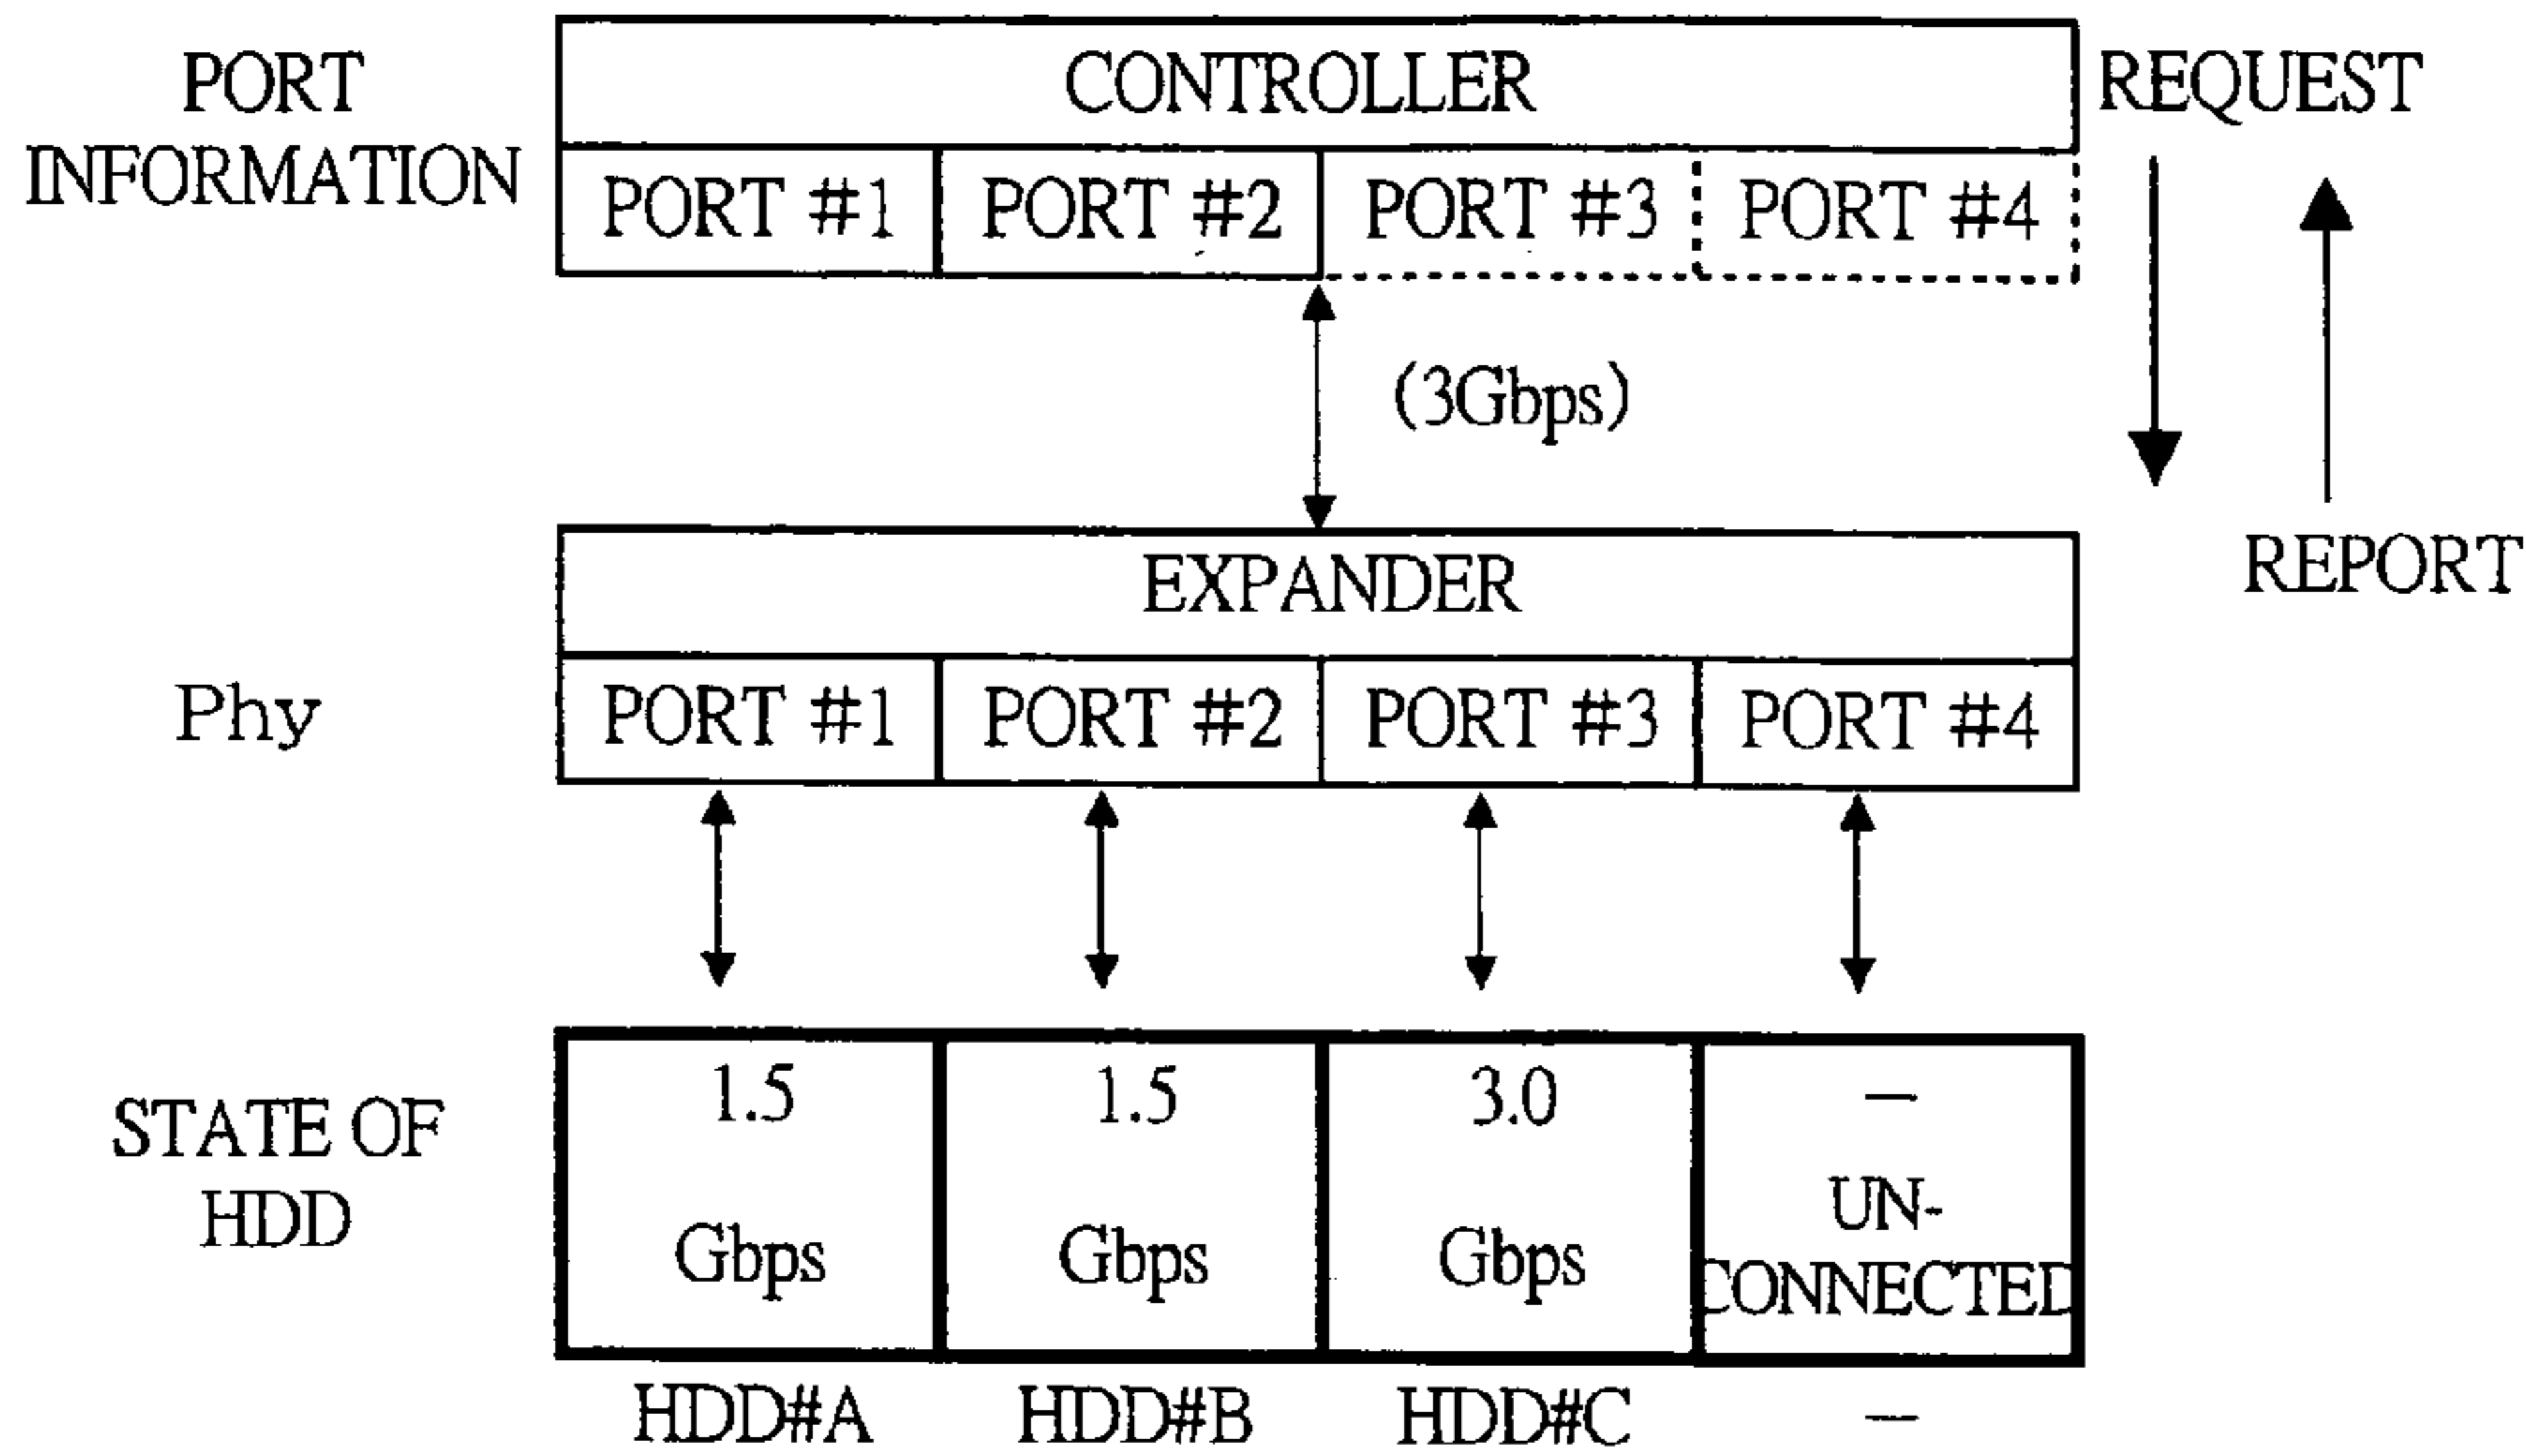 PORT
INFORMATION
CONTROLLER
REQUEST
PORT #1 PORT #2 PORT #3 PORT #4
(3Gbps)
REPORT
EXPANDER
Phy
PORT #1 PORT #2 PORT #3 PORT #4
STATE OF
HDD
1.5 1.5 3.0 –
Gbps Gbps Gbps
UN-
CONNECTED
HDD#A HDD#B HDD#C –